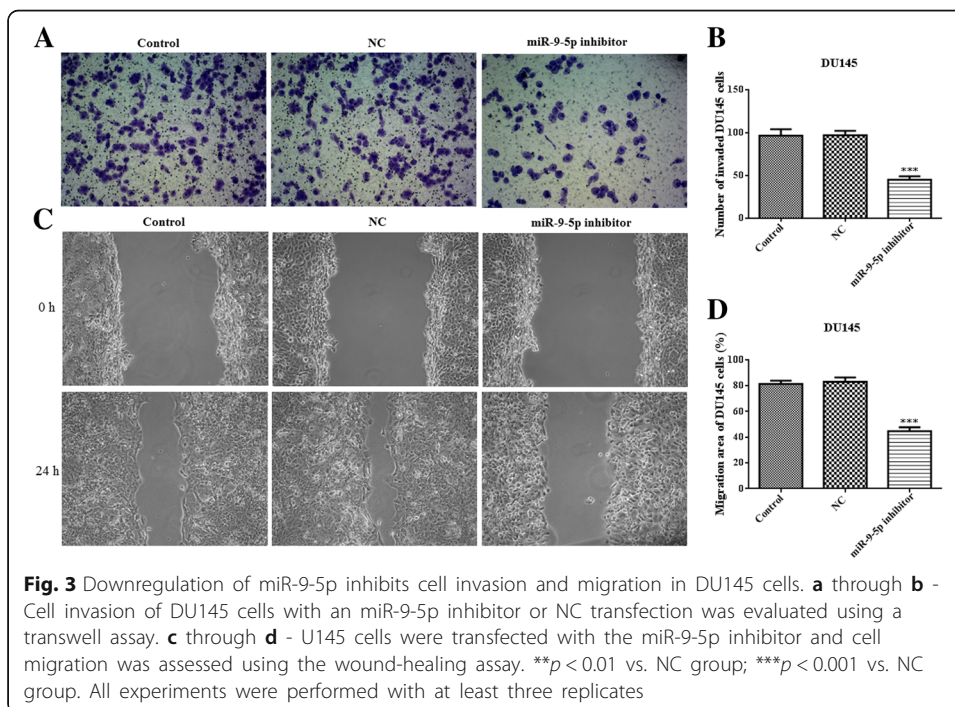 A
Control
NC
miR-9-5p inhibitor
B
DU145
Number of invaded DU145 cells
150
100
50
0
***
Control
NC
miR-9-5p inhibitor
C
Control
NC
miR-9-5p inhibitor
0 h
24 h
D
DU145
Migration area of DU145 cells (%)
100
80
60
40
20
0
***
Control
NC
miR-9-5p inhibitor
Fig. 3 Downregulation of miR-9-5p inhibits cell invasion and migration in DU145 cells. a through b -
Cell invasion of DU145 cells with an miR-9-5p inhibitor or NC transfection was evaluated using a
transwell assay. c through d - U145 cells were transfected with the miR-9-5p inhibitor and cell
migration was assessed using the wound-healing assay. **p < 0.01 vs. NC group; ***p < 0.001 vs. NC
group. All experiments were performed with at least three replicates